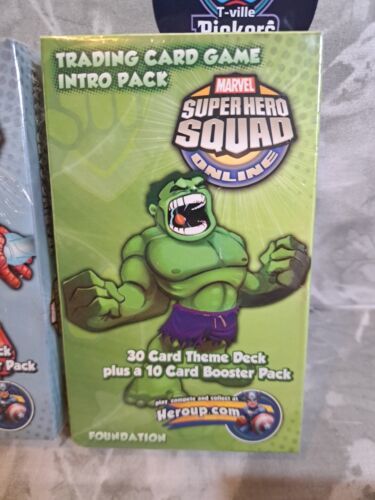 T-ville
Pickers
TRADING CARD GAME
INTRO PACK
MARVEL
SUPER HERO
SQUAD
ONLINE
30 Card Theme Deck
plus a 10 Card Booster Pack
play, compete and collect at
Heroup.com
FOUNDATION
ck
r Pack